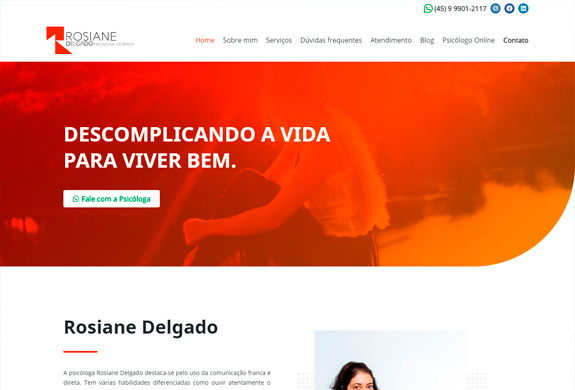 (45) 9 9901-2117
ROSIANE
DELGADO
Home Sobre mim Serviços Dúvidas frequentes Atendimento Blog Psicólogo Online Contato
DESCOMPLICANDO A VIDA
PARA VIVER BEM.
Fale com a Psicóloga
Rosiane Delgado
A psicóloga Rosiane Delgado destaca-se pelo uso da comunicação franca e
direta. Tem várias habilidades diferenciadas como ouvir atentamente o